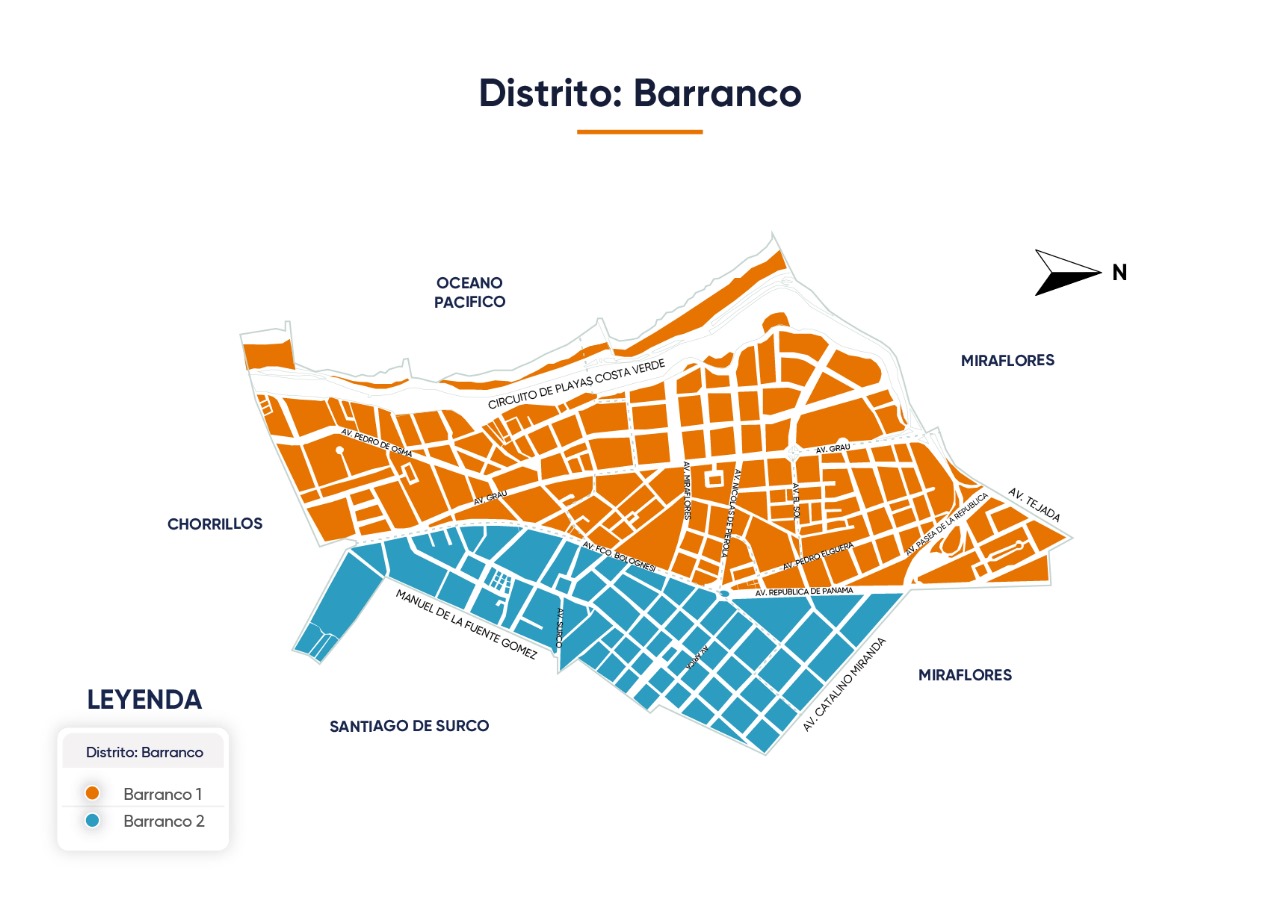 Distrito: Barranco
OCEANO
PACIFICO
N
MIRAFLORES
CIRCUITO DE PLAYAS COSTA VERDE
AV. PEDRO DE OSMA
AV. GRAU
AV. GRAU
AV. MIRAFLORES
AV. NICOLAS DE PIEROLA
AV. EL SOL
AV. TEJADA
AV. PASEA DE LA REPUBLICA
CHORRILLOS
AV. FCO. BOLOGNESI
AV. PEDRO ELGUERA
AV. REPUBLICA DE PANAMA
MANUEL DE LA FUENTE GOMEZ
AV. SURCO
AV. ARICA
AV. CATALINO MIRANDA
MIRAFLORES
SANTIAGO DE SURCO
LEYENDA
Distrito: Barranco
Barranco 1
Barranco 2